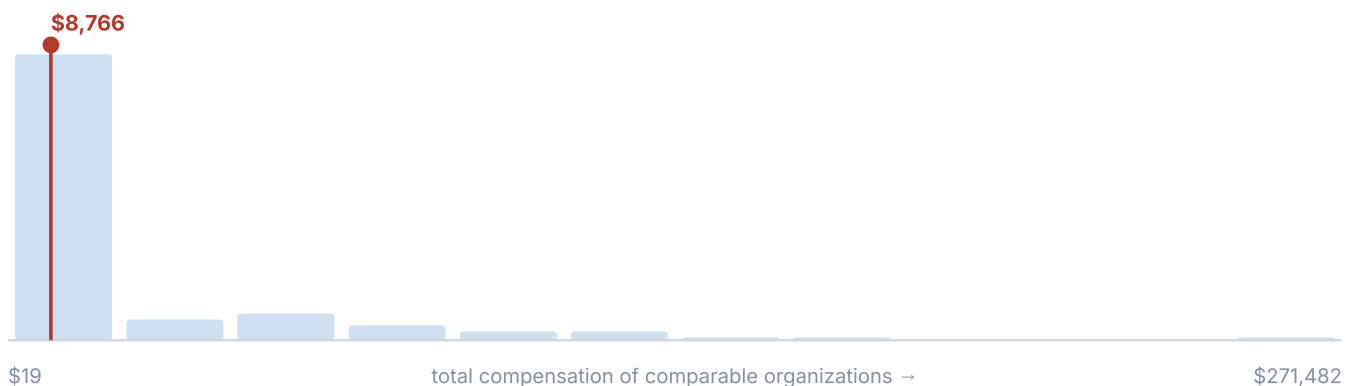 $8,766
$19 total compensation of comparable organizations → $271,482